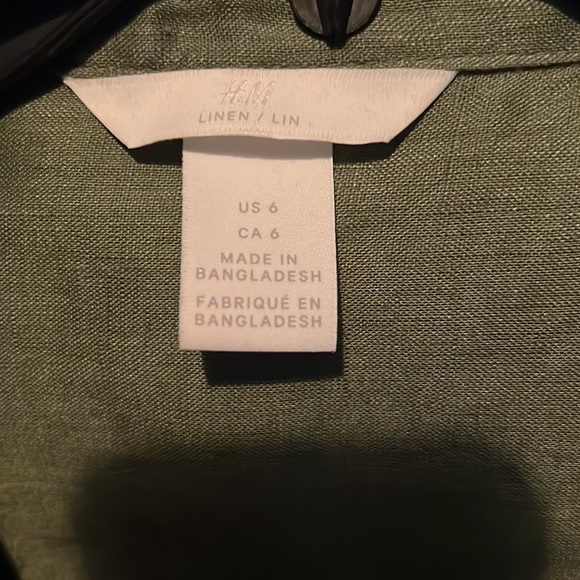 H&M
LINEN / LIN
US 6
CA 6
MADE IN
BANGLADESH
FABRIQUÉ EN
BANGLADESH